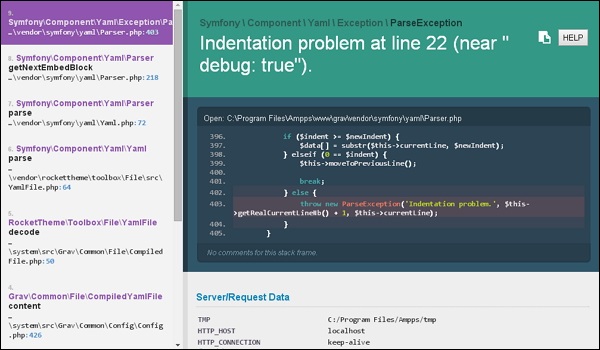 9.
Symfony\Component\Yaml\Exception\Pa
…\vendor\symfony\yaml\Parser.php:403
8.
Symfony\Component\Yaml\Parser
getNextEmbedBlock
…\vendor\symfony\yaml\Parser.php:218
7.
Symfony\Component\Yaml\Parser
parse
…\vendor\symfony\yaml\Yaml.php:72
6.
Symfony\Component\Yaml\Yaml
parse
…
\vendor\rockettheme\toolbox\File\src\
YamlFile.php:64
5.
RocketTheme\Toolbox\File\YamlFile
decode
…
\system\src\Grav\Common\File\Compiled
File.php:50
4.
Grav\Common\File\CompiledYamlFile
content
…
\system\src\Grav\Common\Config\Config
.php:426
Symfony \ Component \ Yaml \ Exception \ ParseException
Indentation problem at line 22 (near "
debug: true").
HELP
Open: C:\Program Files\Ampps\www\grav\vendor\symfony\yaml\Parser.php
396. if ($indent >= $newIndent) {
397. $data[] = substr($this->currentLine, $newIndent);
398. } elseif (0 == $indent) {
399. $this->moveToPreviousLine();
400.
401. break;
402. } else {
403. throw new ParseException('Indentation problem.', $this-
>getRealCurrentLineNb() + 1, $this->currentLine);
404. }
405. }
No comments for this stack frame.
Server/Request Data
TMP C:/Program Files/Ampps/tmp
HTTP_HOST localhost
HTTP_CONNECTION keep-alive